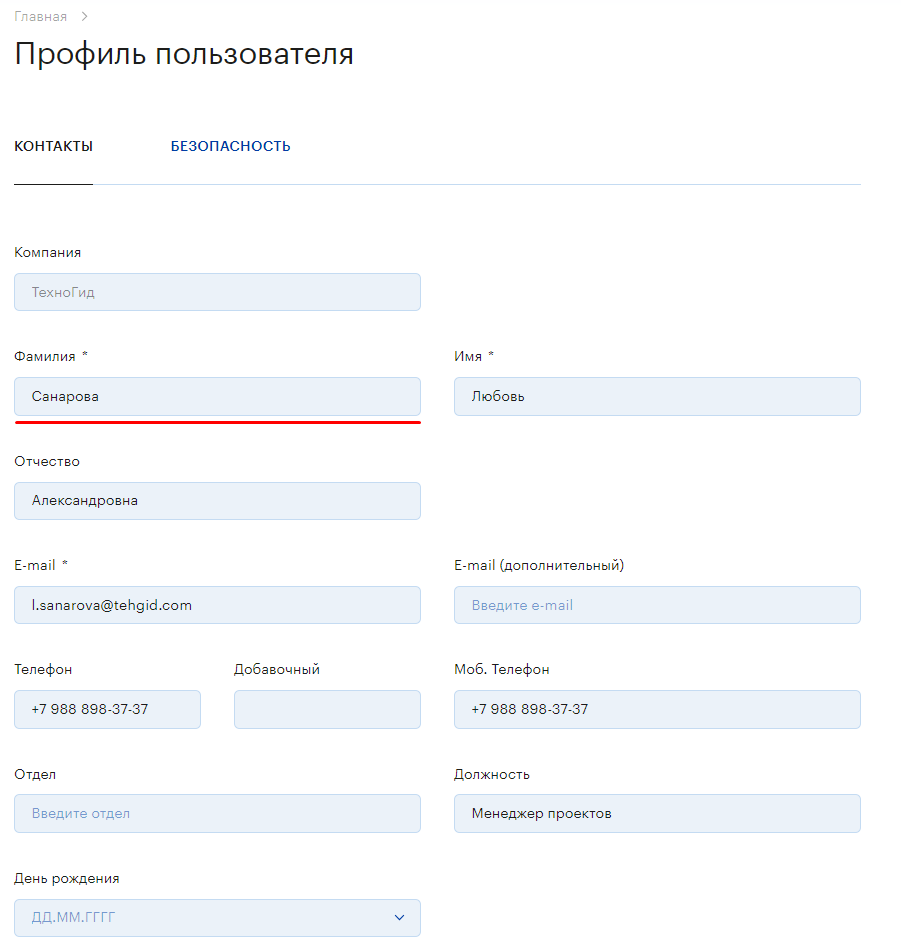 Главная
Профиль пользователя
КОНТАКТЫ БЕЗОПАСНОСТЬ
Компания
ТехноГид
Фамилия * Имя *
Санарова Любовь
Отчество
Александровна
E-mail * E-mail (дополнительный)
l.sanarova@tehgid.com Введите e-mail
Телефон Добавочный Моб. Телефон
+7 988 898-37-37 +7 988 898-37-37
Отдел Должность
Введите отдел Менеджер проектов
День рождения
ДД.ММ.ГГГГ